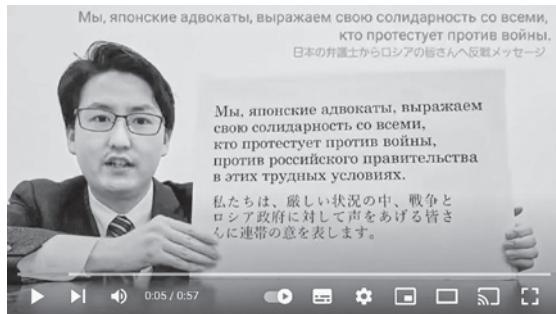 Мы, японские адвокаты, выражаем свою солидарность со всеми,
кто протестует против войны.
日本の弁護士からロシアの皆さんへ反戦メッセージ
Мы, японские адвокаты, выражаем
свою солидарность со всеми,
кто протестует против войны,
против российского правительства
в этих трудных условиях.
私たちは、厳しい状況の中、戦争と
ロシア政府に対して声をあげる皆さ
んに連帯の意を表します。
0:05 / 0:57